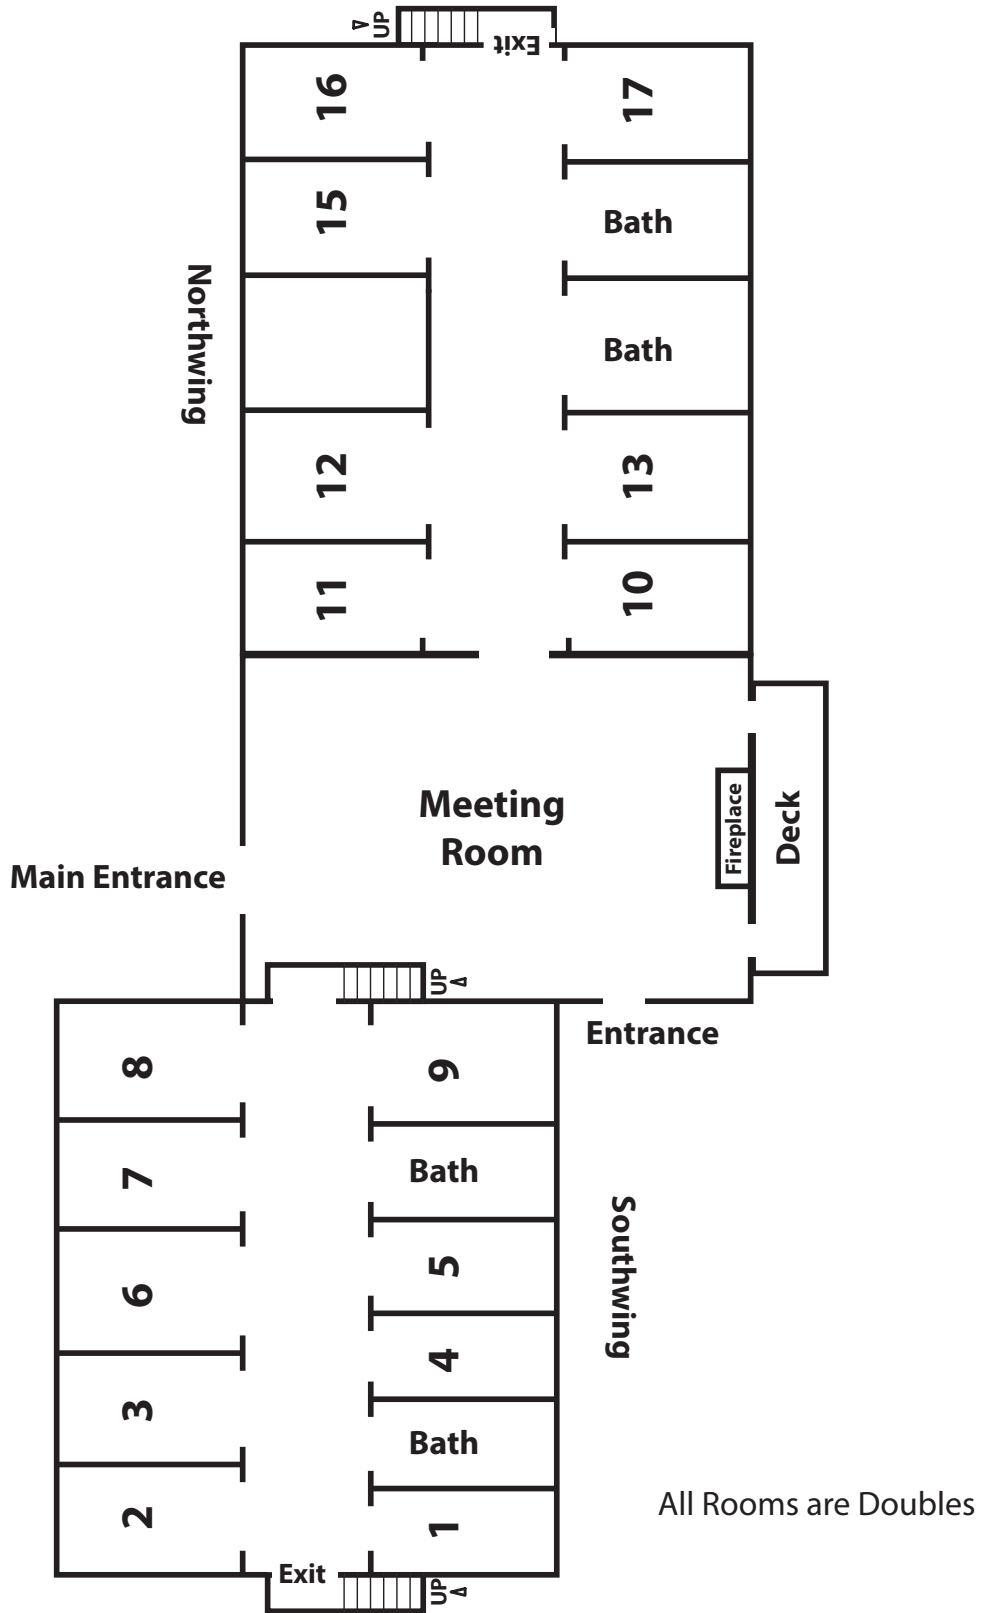 UP
Exit
16
17
15
Bath
Northwing
Bath
12
13
11
10
Meeting
Room
Fireplace
Deck
Main Entrance
UP
Entrance
8
9
7
Bath
Southwing
6
5
3
4
Bath
2
1
All Rooms are Doubles
Exit
UP